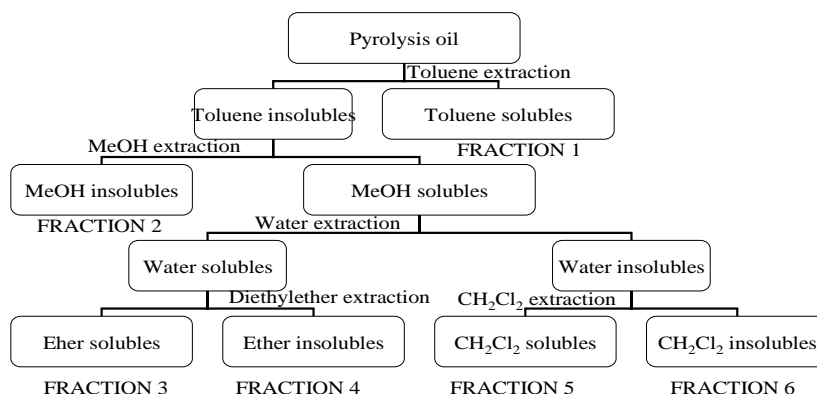 Pyrolysis oil
Toluene extraction
Toluene insolubles
Toluene solubles
MeOH extraction
FRACTION 1
MeOH insolubles
MeOH solubles
FRACTION 2
Water extraction
Water solubles
Water insolubles
Diethylether extraction
CH₂Cl₂ extraction
Eher solubles
Ether insolubles
CH₂Cl₂ solubles
CH₂Cl₂ insolubles
FRACTION 3
FRACTION 4
FRACTION 5
FRACTION 6